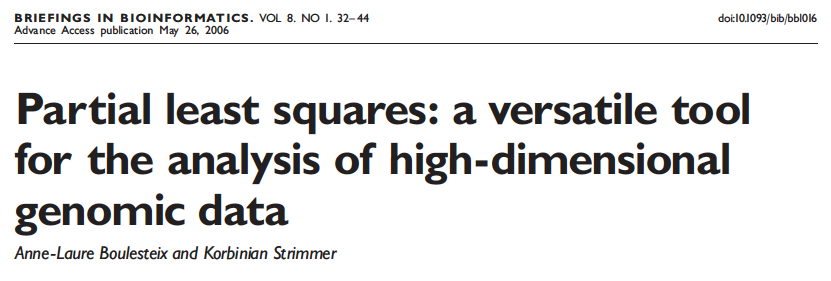 BRIEFINGS IN BIOINFORMATICS. VOL 8. NO 1. 32–44 doi:10.1093/bib/bbl016
Advance Access publication May 26, 2006
Partial least squares: a versatile tool
for the analysis of high-dimensional
genomic data
Anne-Laure Boulesteix and Korbinian Strimmer